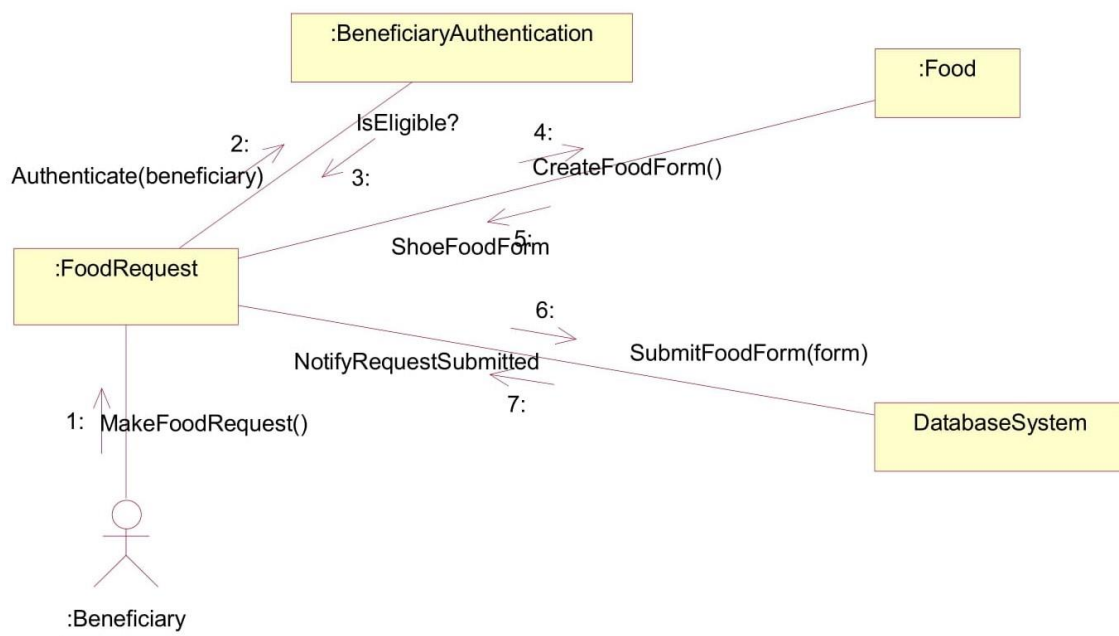 :BeneficiaryAuthentication
:Food
IsEligible?
2:
4:
Authenticate(beneficiary)
3:
CreateFoodForm()
5:
ShoeFoodForm
:FoodRequest
6:
NotifyRequestSubmitted
SubmitFoodForm(form)
7:
1: MakeFoodRequest()
DatabaseSystem
:Beneficiary